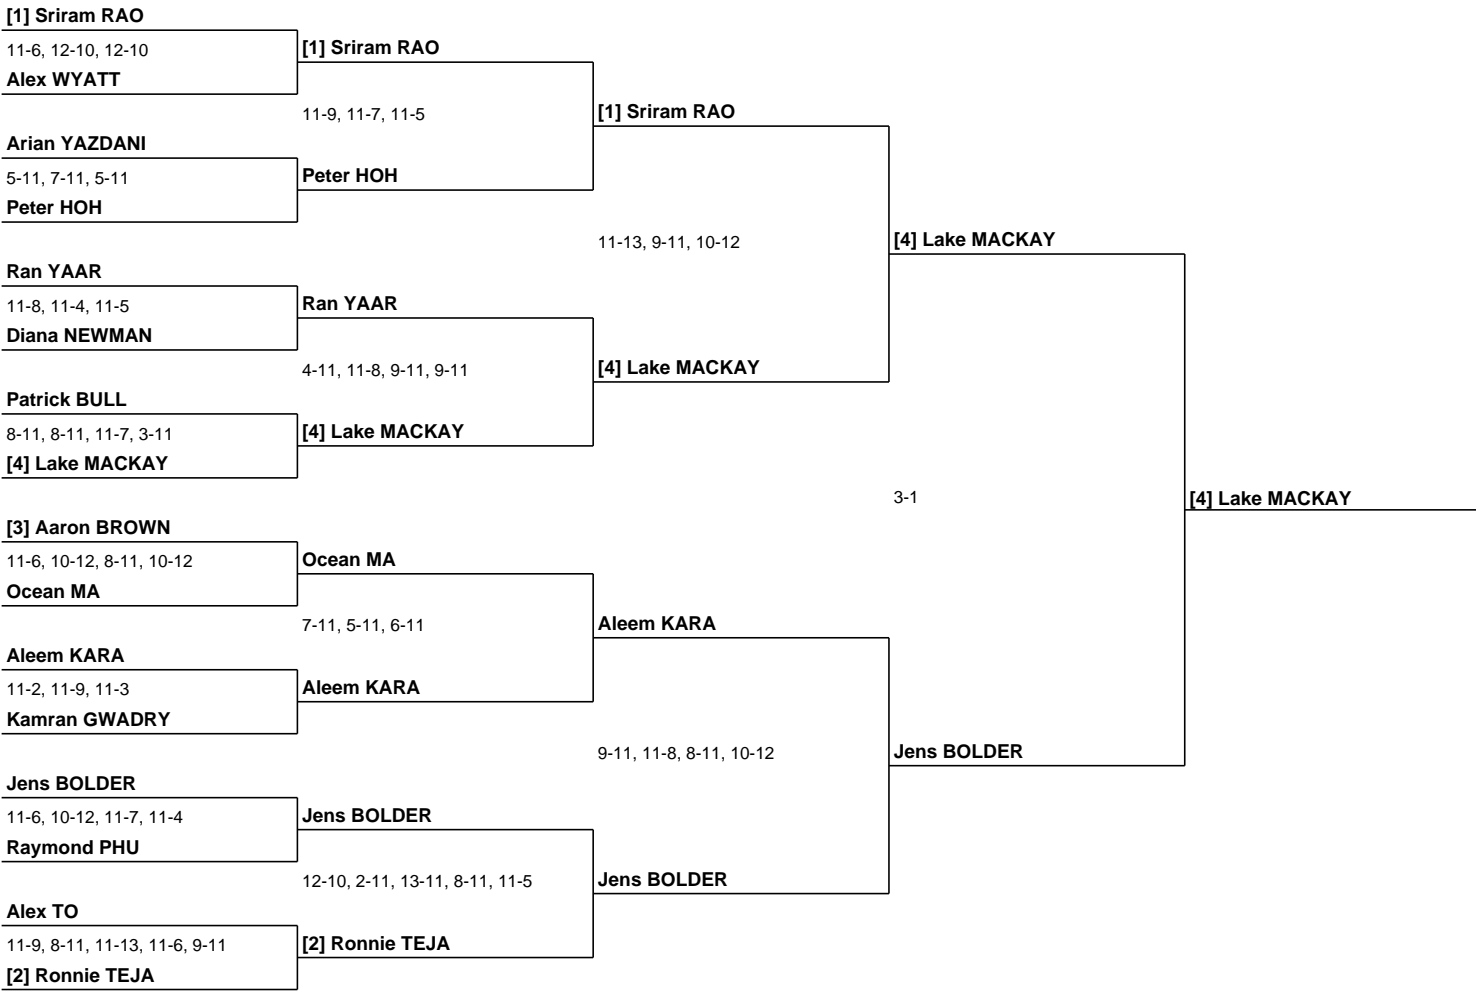 [1] Sriram RAO
11-6, 12-10, 12-10
Alex WYATT
Arian YAZDANI
5-11, 7-11, 5-11
Peter HOH
Ran YAAR
11-8, 11-4, 11-5
Diana NEWMAN
Patrick BULL
8-11, 8-11, 11-7, 3-11
[4] Lake MACKAY
[3] Aaron BROWN
11-6, 10-12, 8-11, 10-12
Ocean MA
Aleem KARA
11-2, 11-9, 11-3
Kamran GWADRY
Jens BOLDER
11-6, 10-12, 11-7, 11-4
Raymond PHU
Alex TO
11-9, 8-11, 11-13, 11-6, 9-11
[2] Ronnie TEJA
[1] Sriram RAO
11-9, 11-7, 11-5
Peter HOH
Ran YAAR
4-11, 11-8, 9-11, 9-11
[4] Lake MACKAY
Ocean MA
7-11, 5-11, 6-11
Aleem KARA
Jens BOLDER
12-10, 2-11, 13-11, 8-11, 11-5
[2] Ronnie TEJA
[1] Sriram RAO
11-13, 9-11, 10-12
[4] Lake MACKAY
Aleem KARA
9-11, 11-8, 8-11, 10-12
Jens BOLDER
[4] Lake MACKAY
3-1
Jens BOLDER
[4] Lake MACKAY